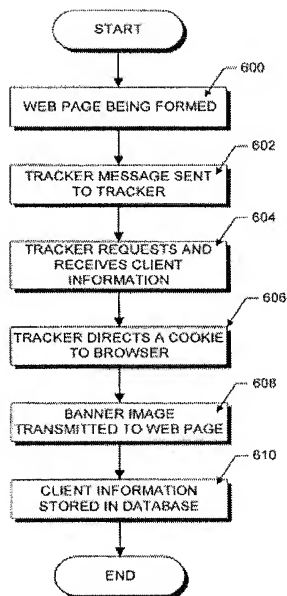 START
600
WEB PAGE BEING FORMED
602
TRACKER MESSAGE SENT
TO TRACKER
604
TRACKER REQUESTS AND
RECEIVES CLIENT
INFORMATION
606
TRACKER DIRECTS A COOKIE
TO BROWSER
608
BANNER IMAGE
TRANSMITTED TO WEB PAGE
610
CLIENT INFORMATION
STORED IN DATABASE
END